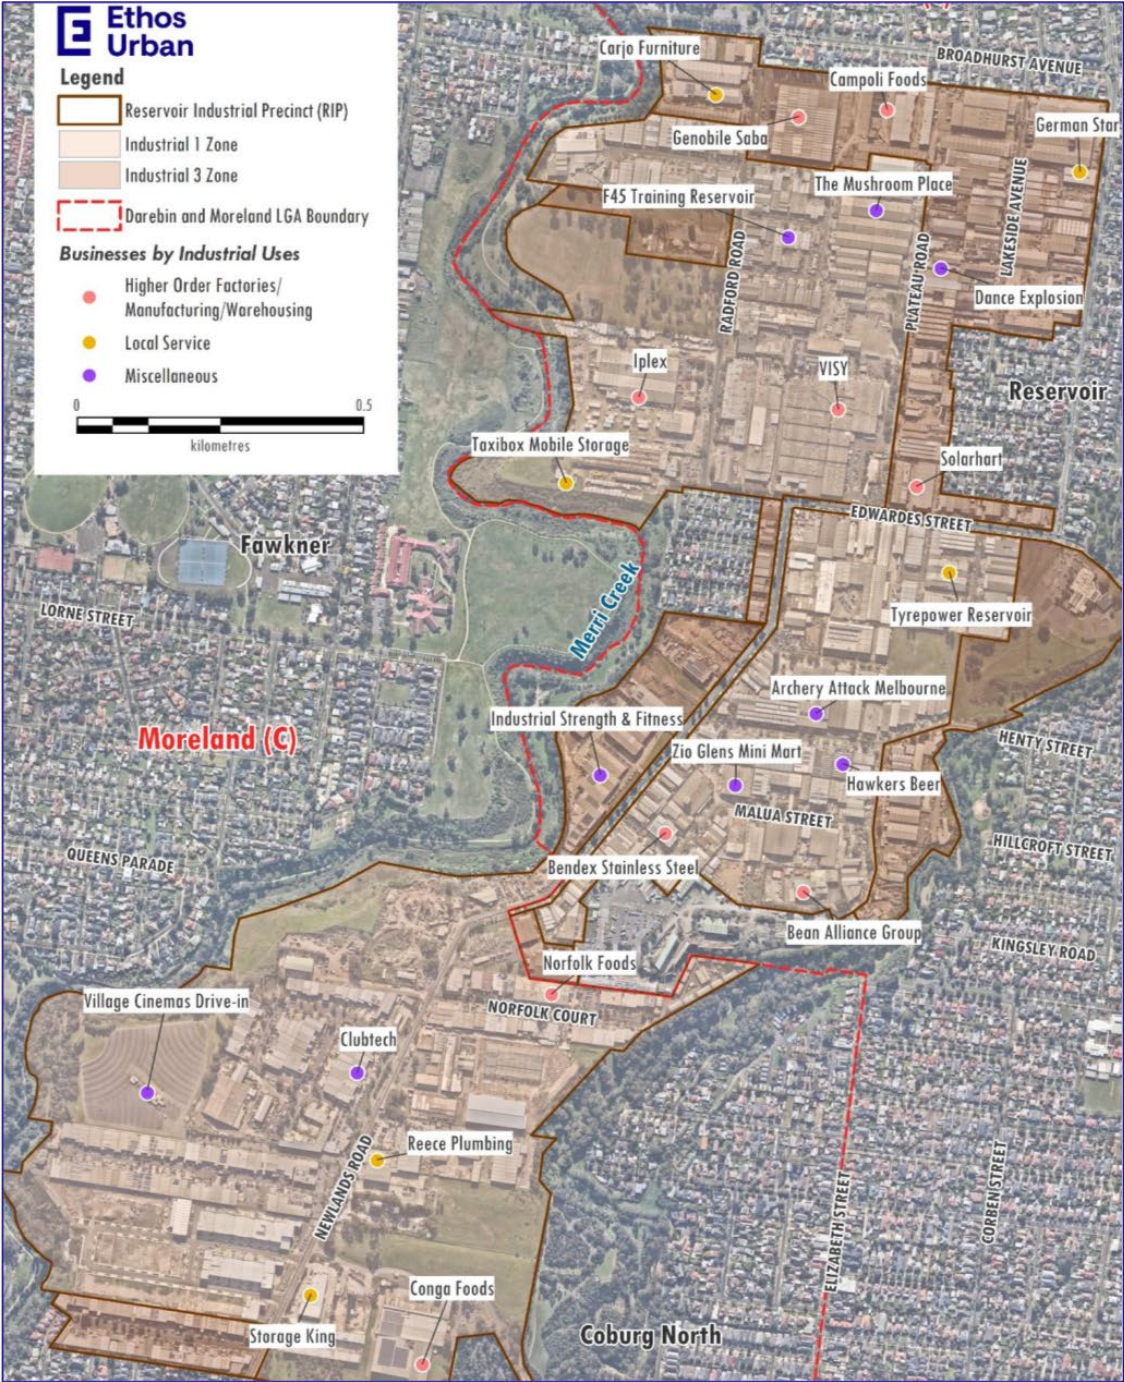 Ethos
Urban
Legend
Reservoir Industrial Precinct (RIP)
Industrial 1 Zone
Industrial 3 Zone
Darebin and Moreland LGA Boundary
Businesses by Industrial Uses
Higher Order Factories/
Manufacturing/Warehousing
Local Service
Miscellaneous
0
0.5
kilometres
Carjo Furniture
BROADHURST AVENUE
Campoli Foods
Genobile Saba
German Star
The Mushroom Place
F45 Training Reservoir
LAKESIDE AVENUE
RADFORD ROAD
PLATEAU ROAD
Dance Explosion
Iplex
VISY
Reservoir
Taxibox Mobile Storage
Solarhart
EDWARDES STREET
Fawkner
Merri Creek
LORNE STREET
Tyrepower Reservoir
Archery Attack Melbourne
Industrial Strength & Fitness
Moreland (C)
Zio Glens Mini Mart
HENTY STREET
Hawkers Beer
MALUA STREET
HILLCROFT STREET
QUEENS PARADE
Bendex Stainless Steel
Bean Alliance Group
KINGSLEY ROAD
Norfolk Foods
NORFOLK COURT
Village Cinemas Drive-in
Clubtech
Reece Plumbing
NEWLANDS ROAD
CORBEN STREET
ELIZABETH STREET
Conga Foods
Storage King
Coburg North